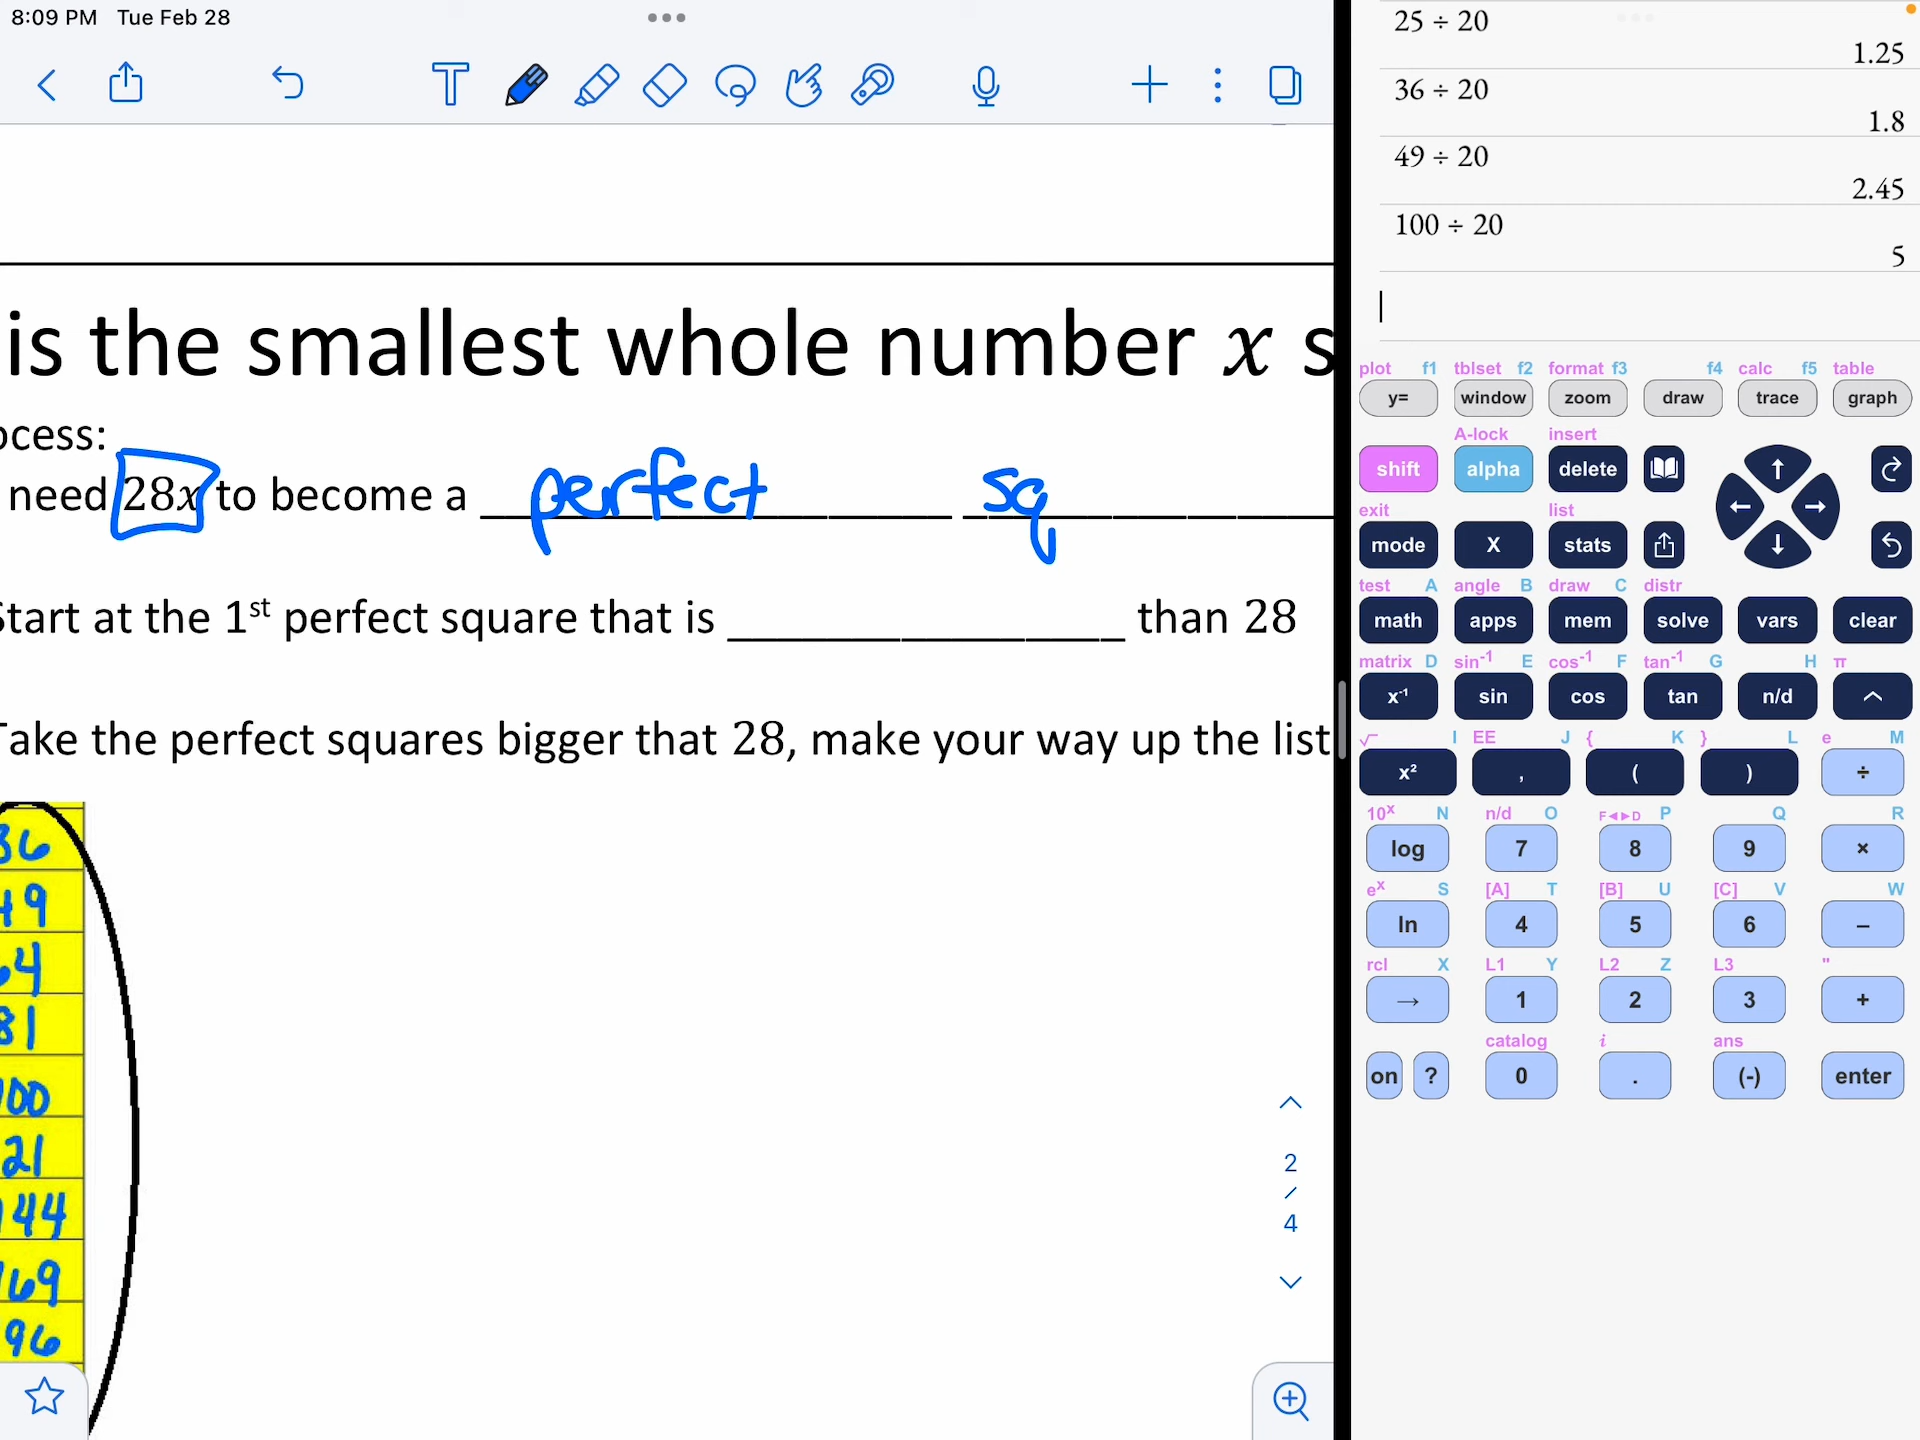 8:09 PM Tue Feb 28
is the smallest whole number x s
ocess:
need 28x to become a perfect sq
Start at the 1st perfect square that is ____ than 28
Take the perfect squares bigger that 28, make your way up the list
36
49
64
81
100
21
144
169
96
2
/
4
25 ÷ 20
1.25
36 ÷ 20
1.8
49 ÷ 20
2.45
100 ÷ 20
5
plot f1 tblset f2 format f3 f4 calc f5 table
y= window zoom draw trace graph
A-lock insert
shift alpha delete
exit list
mode X stats
test A angle B draw C distr
math apps mem solve vars clear
matrix D sin⁻¹ E cos⁻¹ F tan⁻¹ G H π
x⁻¹ sin cos tan n/d ^
√ I EE J { K } L e M
x² , ( ) ÷
10ˣ N n/d O F◄►D P Q R
log 7 8 9 ×
eˣ S [A] T [B] U [C] V W
ln 4 5 6 −
rcl X L1 Y L2 Z L3 "
→ 1 2 3 +
catalog i ans
on ? 0 . (-) enter